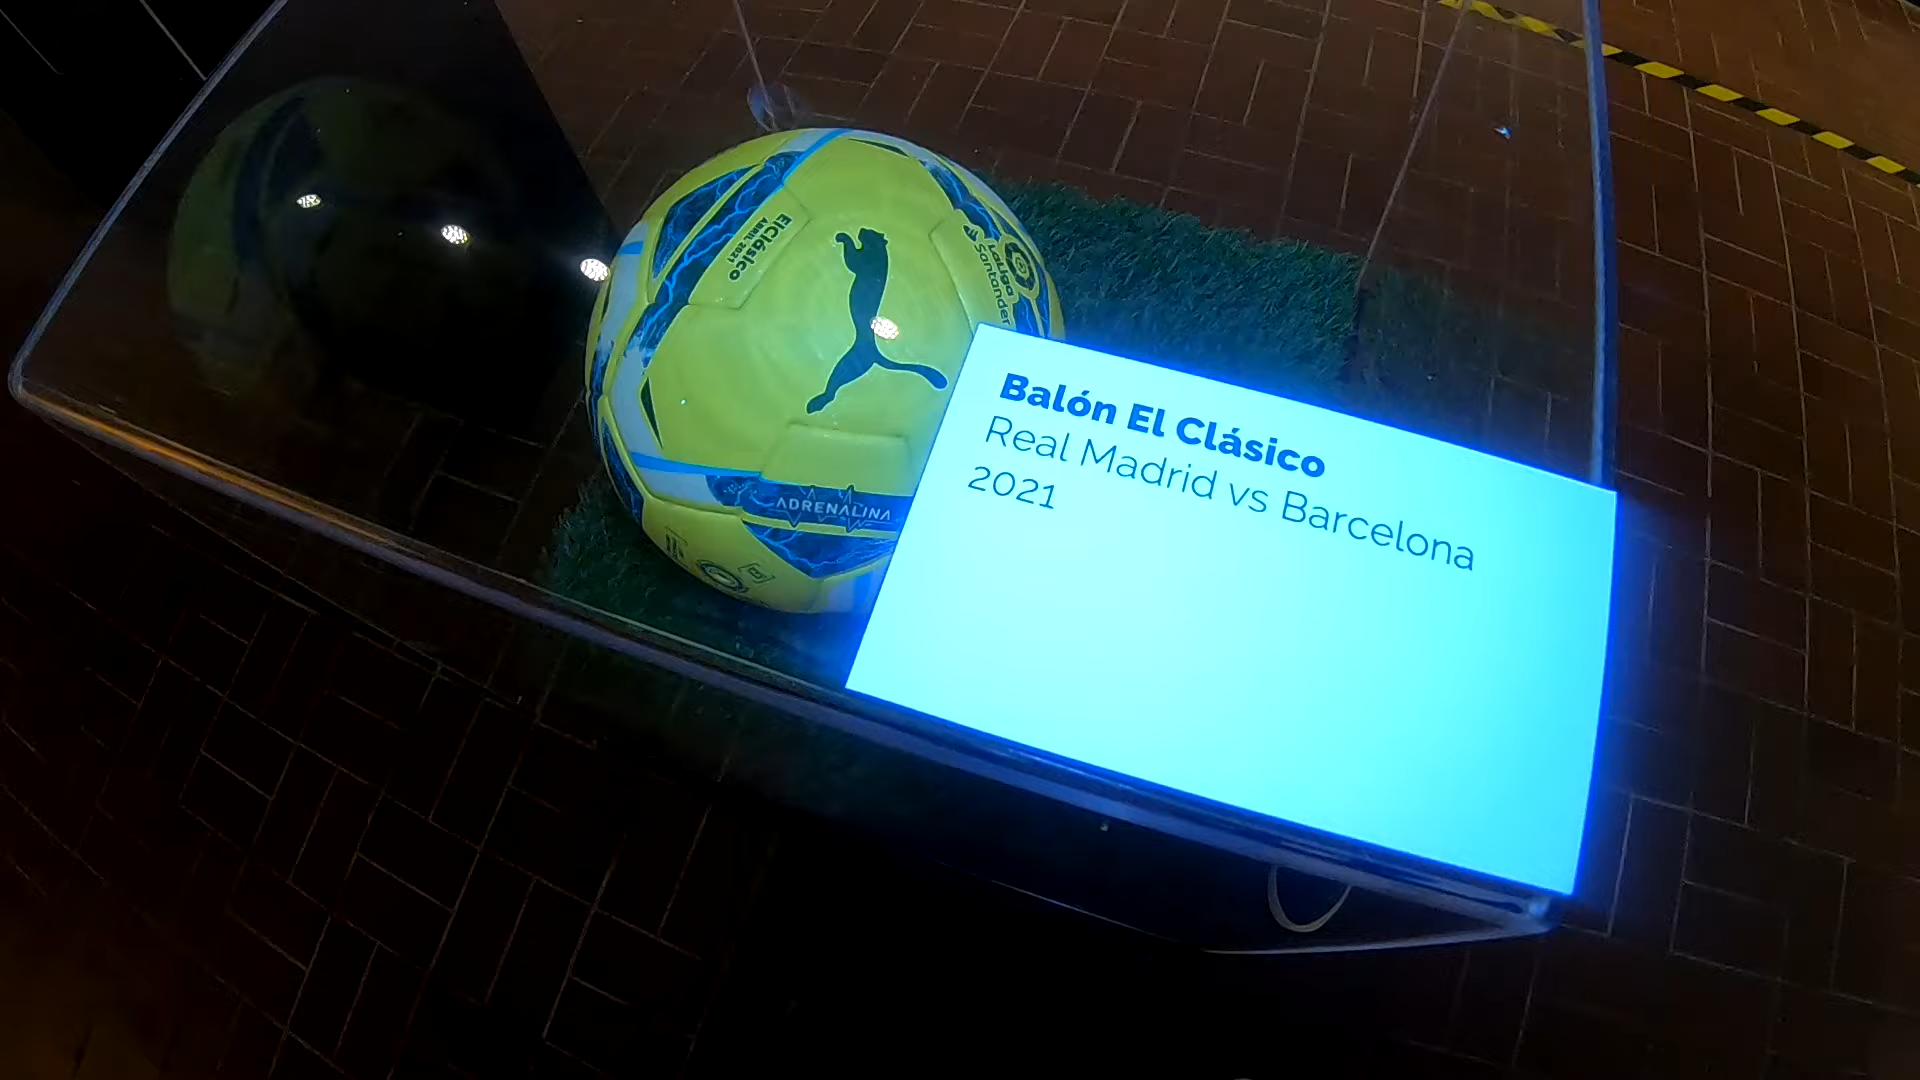 ElClásico
ABRIL 2021
LaLiga
Santander
ADRENALINA
Balón El Clásico
Real Madrid vs Barcelona
2021